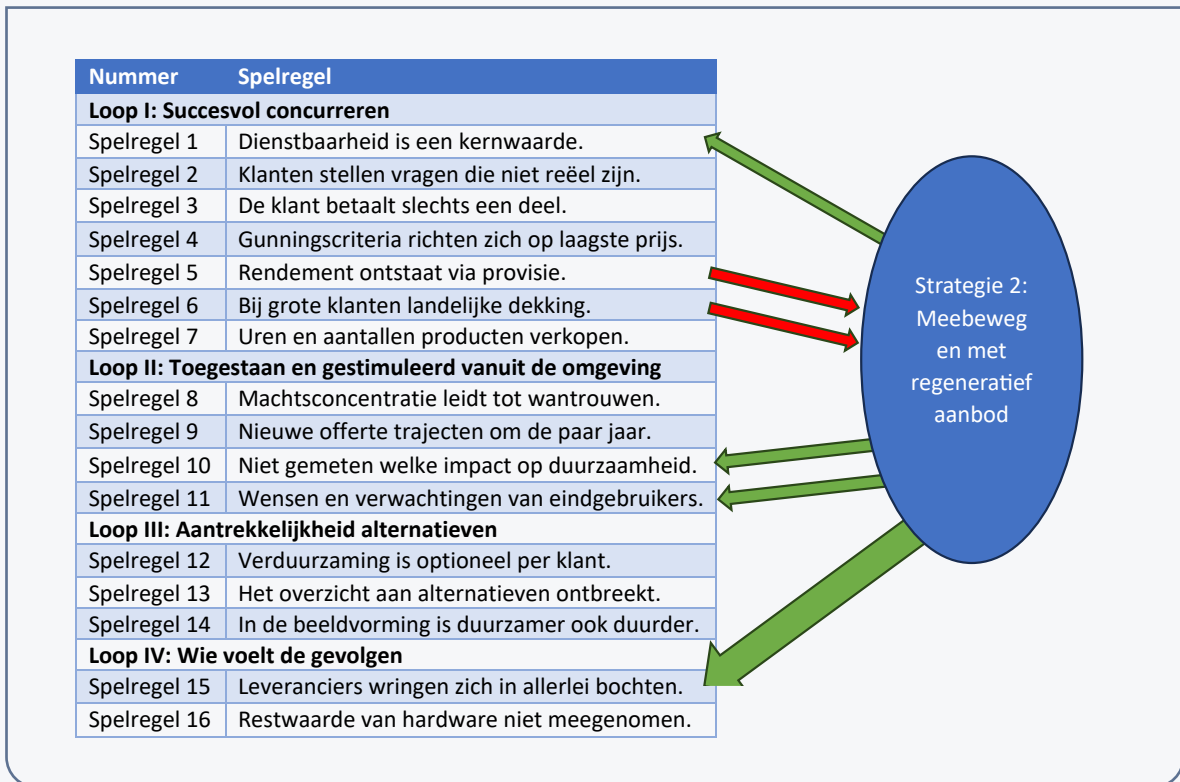 Nummer Spelregel
Loop I: Succesvol concurreren
Spelregel 1 Dienstbaarheid is een kernwaarde.
Spelregel 2 Klanten stellen vragen die niet reëel zijn.
Spelregel 3 De klant betaalt slechts een deel.
Spelregel 4 Gunningscriteria richten zich op laagste prijs.
Spelregel 5 Rendement ontstaat via provisie.
Spelregel 6 Bij grote klanten landelijke dekking.
Spelregel 7 Uren en aantallen producten verkopen.
Loop II: Toegestaan en gestimuleerd vanuit de omgeving
Spelregel 8 Machtsconcentratie leidt tot wantrouwen.
Spelregel 9 Nieuwe offerte trajecten om de paar jaar.
Spelregel 10 Niet gemeten welke impact op duurzaamheid.
Spelregel 11 Wensen en verwachtingen van eindgebruikers.
Loop III: Aantrekkelijkheid alternatieven
Spelregel 12 Verduurzaming is optioneel per klant.
Spelregel 13 Het overzicht aan alternatieven ontbreekt.
Spelregel 14 In de beeldvorming is duurzamer ook duurder.
Loop IV: Wie voelt de gevolgen
Spelregel 15 Leveranciers wringen zich in allerlei bochten.
Spelregel 16 Restwaarde van hardware niet meegenomen.
Strategie 2:
Meebeweg
en met
regeneratief
aanbod